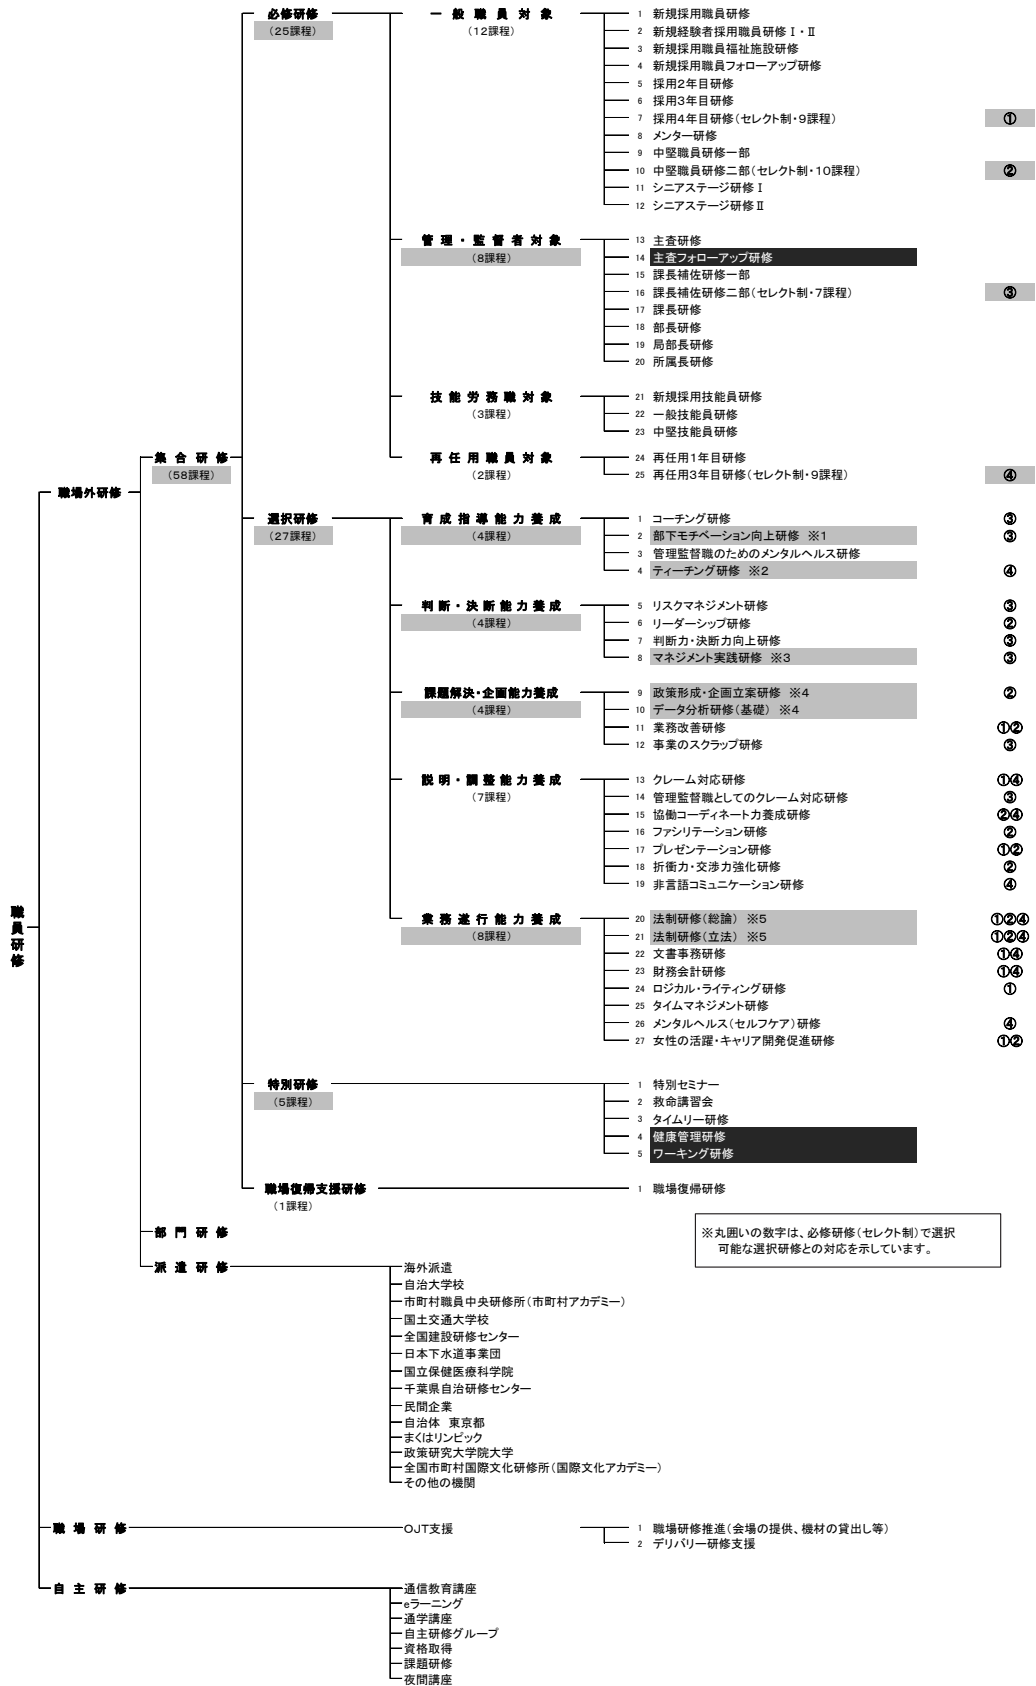 必修研修
(25課程)
一般職員対象
(12課程)
1 新規採用職員研修
2 新規経験者採用職員研修Ⅰ・Ⅱ
3 新規採用職員福祉施設研修
4 新規採用職員フォローアップ研修
5 採用2年目研修
6 採用3年目研修
7 採用4年目研修(セレクト制・9課程) ①
8 メンター研修
9 中堅職員研修一部
10 中堅職員研修二部(セレクト制・10課程) ②
11 シニアステージ研修Ⅰ
12 シニアステージ研修Ⅱ
管理・監督者対象
(8課程)
13 主査研修
14 主査フォローアップ研修
15 課長補佐研修一部
16 課長補佐研修二部(セレクト制・7課程) ③
17 課長研修
18 部長研修
19 局部長研修
20 所属長研修
技能労務職対象
(3課程)
21 新規採用技能員研修
22 一般技能員研修
23 中堅技能員研修
集合研修
(58課程)
再任用職員対象
(2課程)
24 再任用1年目研修
25 再任用3年目研修(セレクト制・9課程) ④
職場外研修
選択研修
(27課程)
育成指導能力養成
(4課程)
1 コーチング研修 ③
2 部下モチベーション向上研修 ※1 ③
3 管理監督職のためのメンタルヘルス研修
4 ティーチング研修 ※2 ④
判断・決断能力養成
(4課程)
5 リスクマネジメント研修 ③
6 リーダーシップ研修 ②
7 判断力・決断力向上研修 ③
8 マネジメント実践研修 ※3 ③
課題解決・企画能力養成
(4課程)
9 政策形成・企画立案研修 ※4 ②
10 データ分析研修(基礎) ※4
11 業務改善研修 ①②
12 事業のスクラップ研修 ③
説明・調整能力養成
(7課程)
13 クレーム対応研修 ①④
14 管理監督職としてのクレーム対応研修 ③
15 協働コーディネート力養成研修 ②④
16 ファシリテーション研修 ②
17 プレゼンテーション研修 ①②
18 折衝力・交渉力強化研修 ②
19 非言語コミュニケーション研修 ④
職員研修
業務遂行能力養成
(8課程)
20 法制研修(総論) ※5 ①②④
21 法制研修(立法) ※5 ①②④
22 文書事務研修 ①④
23 財務会計研修 ①④
24 ロジカル・ライティング研修 ①
25 タイムマネジメント研修
26 メンタルヘルス(セルフケア)研修 ④
27 女性の活躍・キャリア開発促進研修 ①②
特別研修
(5課程)
1 特別セミナー
2 救命講習会
3 タイムリー研修
4 健康管理研修
5 ワーキング研修
職場復帰支援研修
(1課程)
1 職場復帰研修
部門研修
※丸囲いの数字は、必修研修(セレクト制)で選択
可能な選択研修との対応を示しています。
派遣研修
海外派遣
自治大学校
市町村職員中央研修所(市町村アカデミー)
国土交通大学校
全国建設研修センター
日本下水道事業団
国立保健医療科学院
千葉県自治研修センター
民間企業
自治体 東京都
まくはリンピック
政策研究大学院大学
全国市町村国際文化研修所(国際文化アカデミー)
その他の機関
職場研修
OJT支援
1 職場研修推進(会場の提供、機材の貸出し等)
2 デリバリー研修支援
自主研修
通信教育講座
eラーニング
通学講座
自主研修グループ
資格取得
課題研修
夜間講座